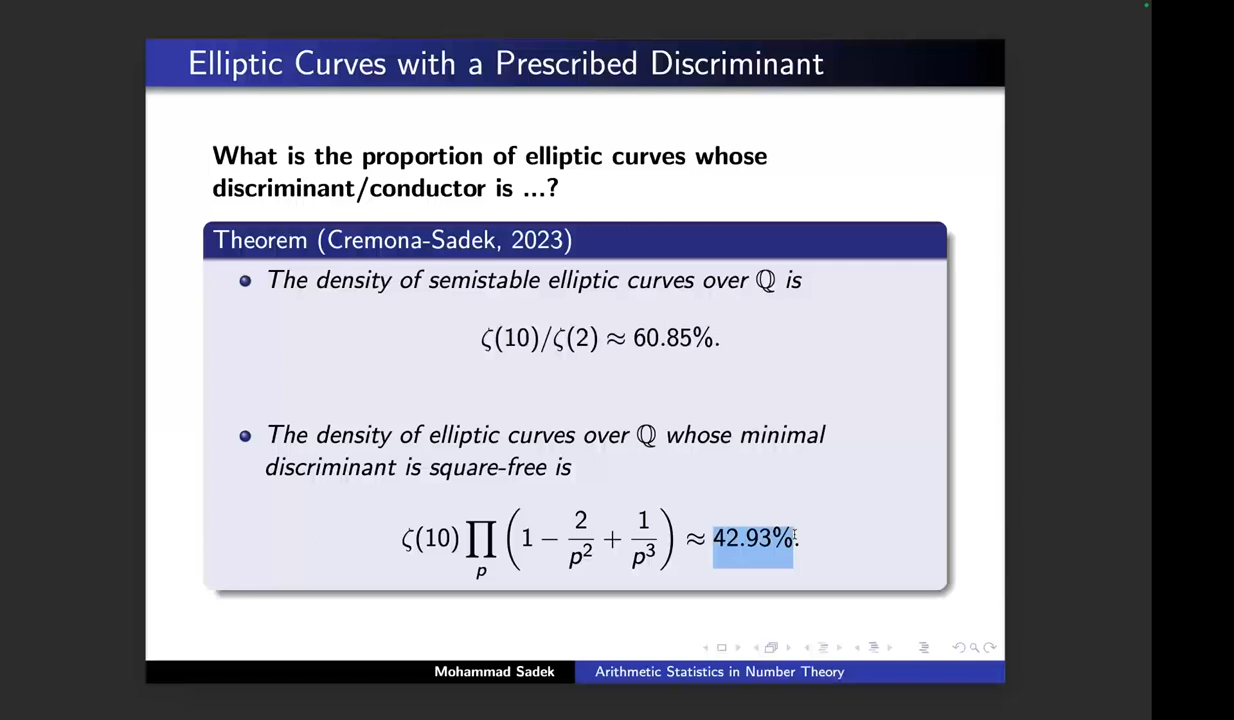 Elliptic Curves with a Prescribed Discriminant
What is the proportion of elliptic curves whose
discriminant/conductor is ...?
Theorem (Cremona-Sadek, 2023)
The density of semistable elliptic curves over ℚ is
ζ(10)/ζ(2) ≈ 60.85%.
The density of elliptic curves over ℚ whose minimal
discriminant is square-free is
ζ(10) ∏_p (1 − 2/p² + 1/p³) ≈ 42.93%.
Mohammad Sadek
Arithmetic Statistics in Number Theory